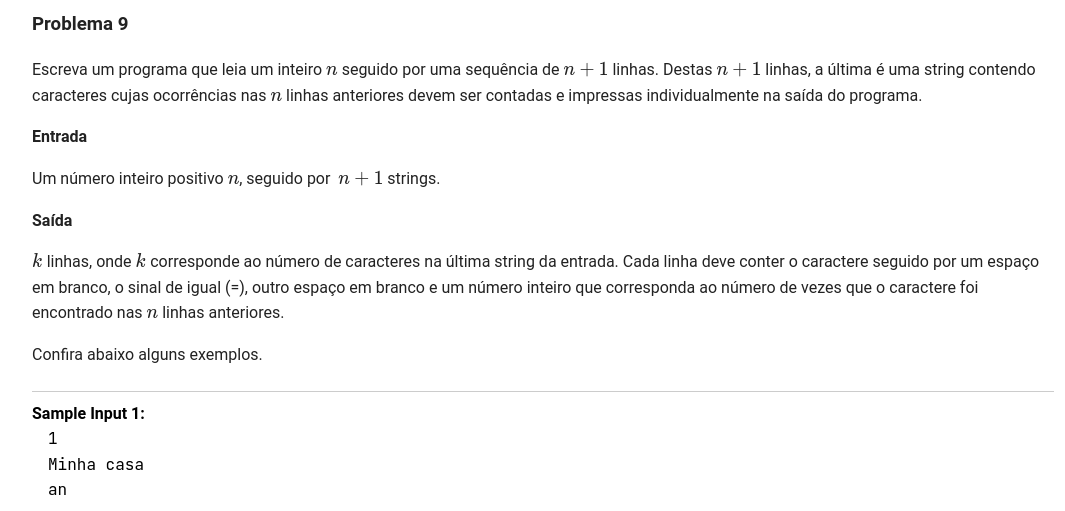 Problema 9
Escreva um programa que leia um inteiro n seguido por uma sequência de n + 1 linhas. Destas n + 1 linhas, a última é uma string contendo
caracteres cujas ocorrências nas n linhas anteriores devem ser contadas e impressas individualmente na saída do programa.
Entrada
Um número inteiro positivo n, seguido por n + 1 strings.
Saída
k linhas, onde k corresponde ao número de caracteres na última string da entrada. Cada linha deve conter o caractere seguido por um espaço
em branco, o sinal de igual (=), outro espaço em branco e um número inteiro que corresponda ao número de vezes que o caractere foi
encontrado nas n linhas anteriores.
Confira abaixo alguns exemplos.
Sample Input 1:
1
Minha casa
an